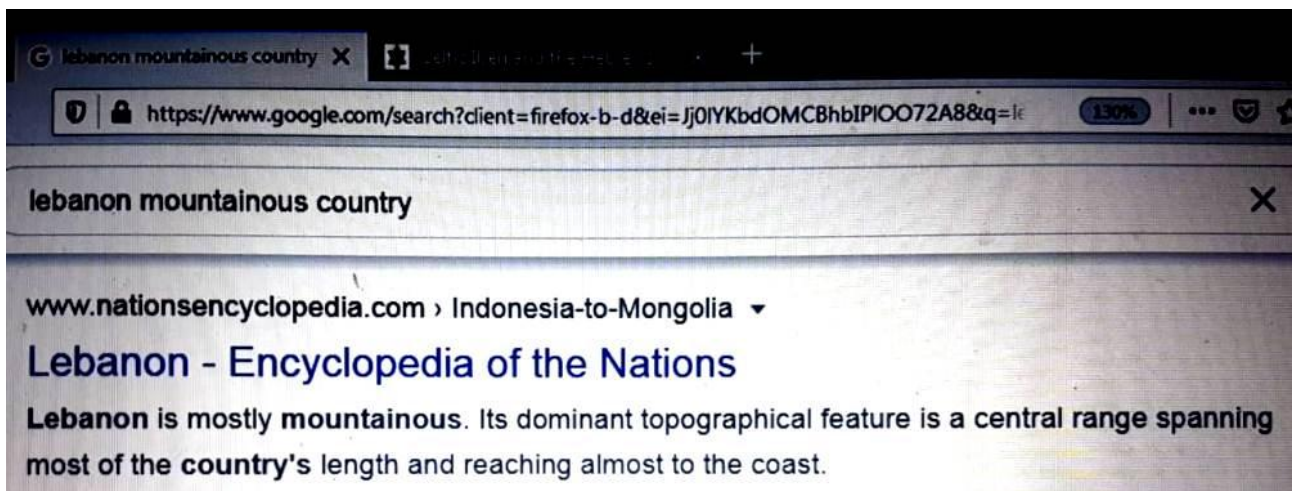 G lebanon mountainous country X
+
https://www.google.com/search?client=firefox-b-d&ei=Jj0IYKbdOMCBhbIPlOO72A8&q=le
130%
lebanon mountainous country
www.nationsencyclopedia.com › Indonesia-to-Mongolia
Lebanon - Encyclopedia of the Nations
Lebanon is mostly mountainous. Its dominant topographical feature is a central range spanning
most of the country's length and reaching almost to the coast.